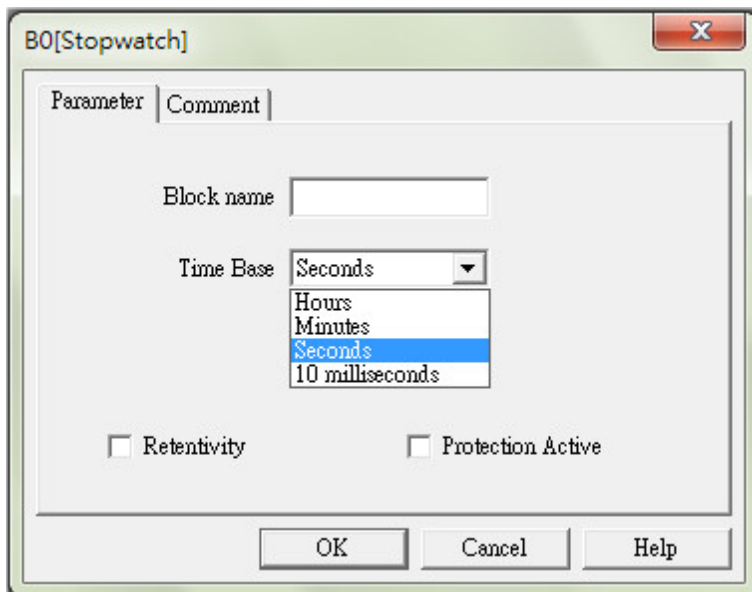 B0[Stopwatch]
Parameter
Comment
Block name
Time Base
Seconds
Hours
Minutes
Seconds
10 milliseconds
Retentivity
Protection Active
OK
Cancel
Help